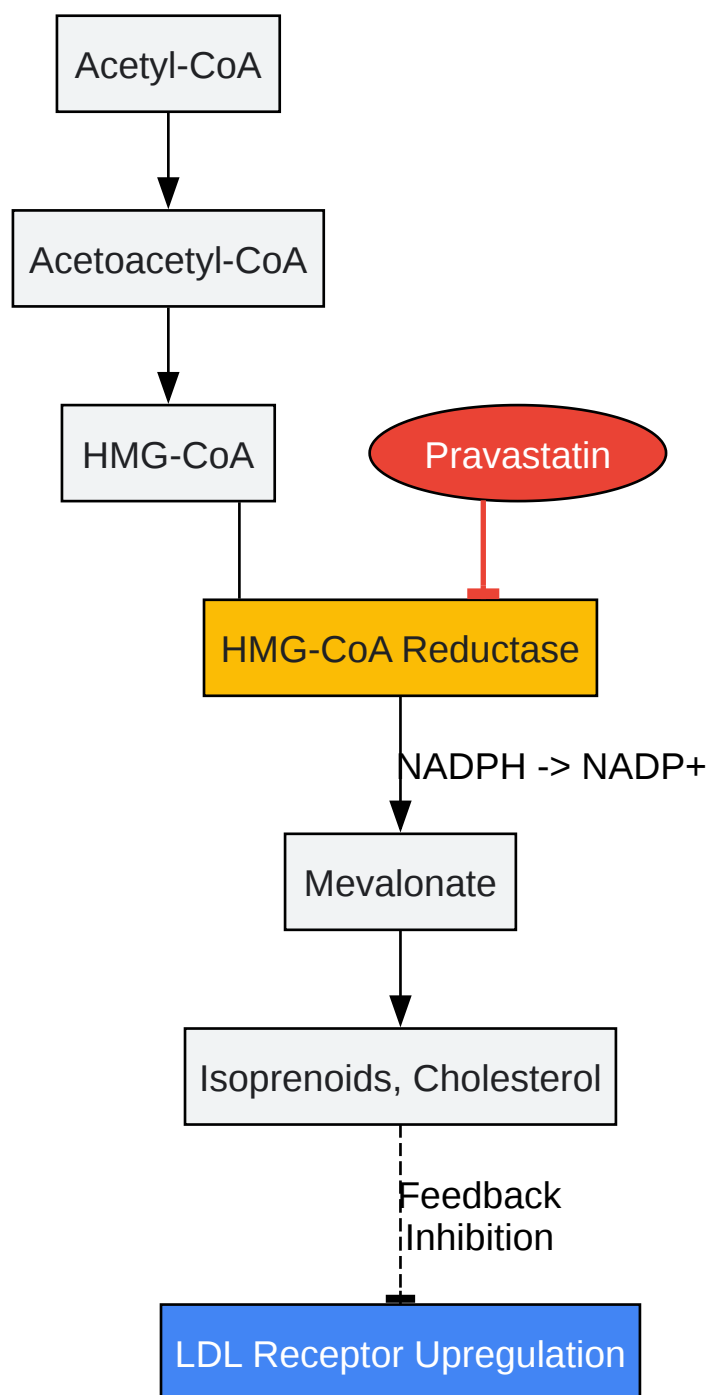 Acetyl-CoA
Acetoacetyl-CoA
HMG-CoA
Pravastatin
HMG-CoA Reductase
NADPH -> NADP+
Mevalonate
Isoprenoids, Cholesterol
Feedback
Inhibition
LDL Receptor Upregulation